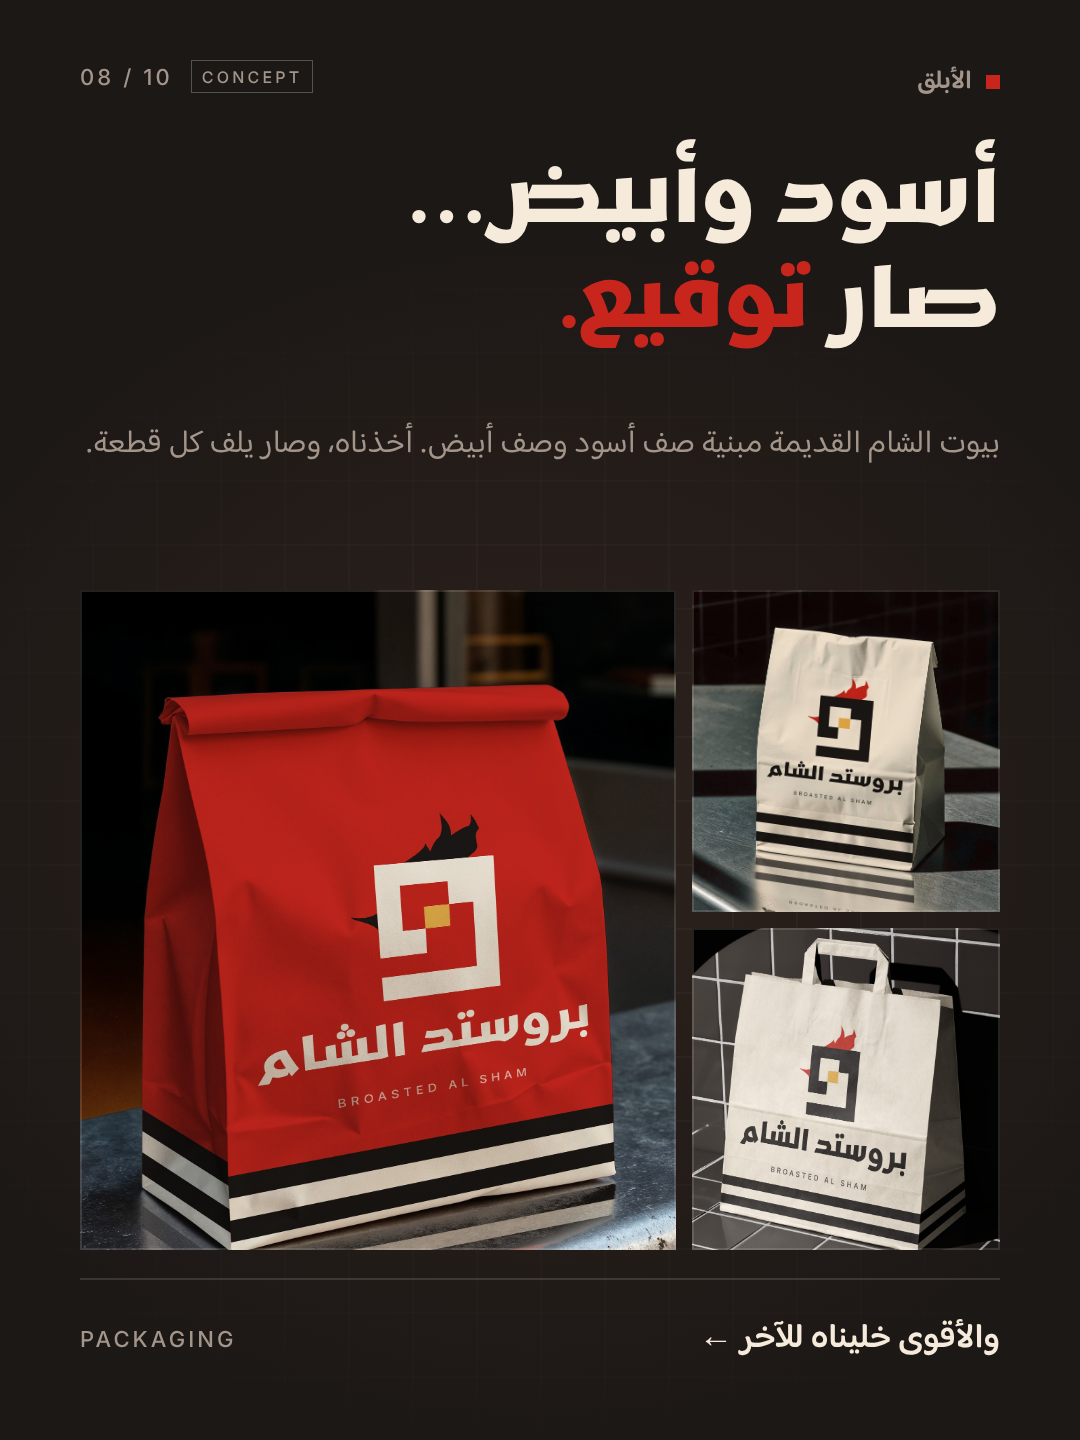 الأبلق
08 / 10 CONCEPT
أسود وأبيض...
صار توقيع.
بيوت الشام القديمة مبنية صف أسود وصف أبيض. أخذناه، وصار يلف كل قطعة.
بروستد الشام
BROASTED AL SHAM
بروستد الشام
BROASTED AL SHAM
بروستد الشام
BROASTED AL SHAM
والأقوى خليناه للآخر ←
PACKAGING